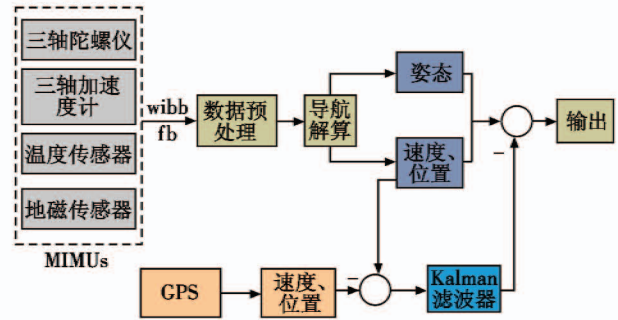 三轴陀螺仪
三轴加速
度计
温度传感器
地磁传感器
MIMUs
wibb
fb
数据预
处理
导航
解算
姿态
速度、
位置
输出
GPS
速度、
位置
Kalman
滤波器
−
−